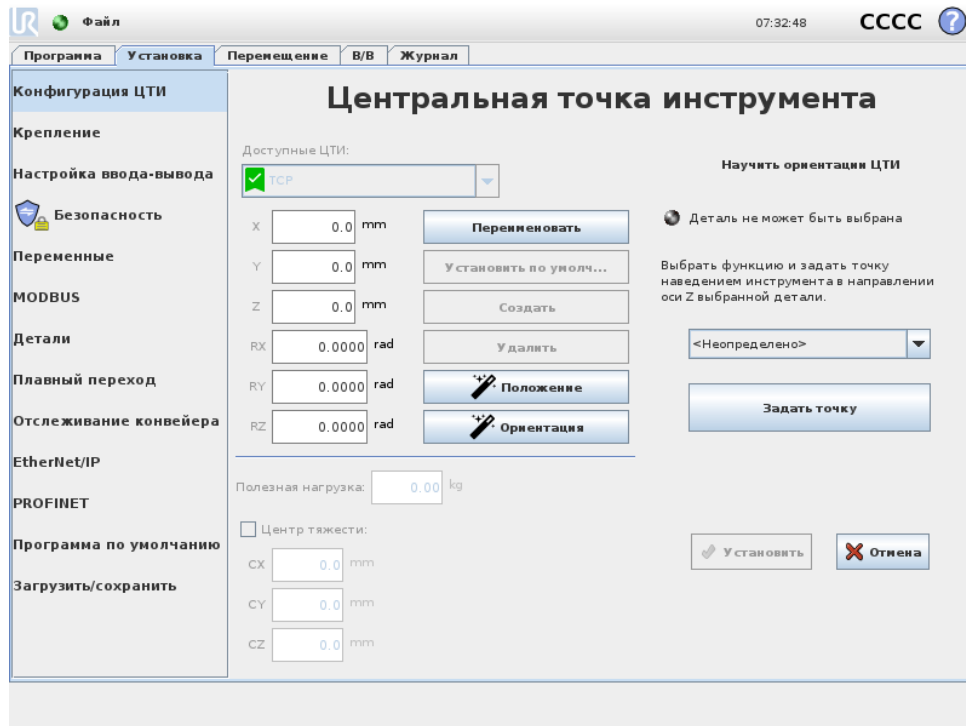 UR
Файл
07:32:48
CCCC
?
Программа
Установка
Перемещение
В/В
Журнал
Конфигурация ЦТИ
Крепление
Настройка ввода-вывода
Безопасность
Переменные
MODBUS
Детали
Плавный переход
Отслеживание конвейера
EtherNet/IP
PROFINET
Программа по умолчанию
Загрузить/сохранить
Центральная точка инструмента
Доступные ЦТИ:
TCP
X 0.0 mm
Переименовать
Y 0.0 mm
Установить по умолч...
Z 0.0 mm
Создать
RX 0.0000 rad
Удалить
RY 0.0000 rad
Положение
RZ 0.0000 rad
Ориентация
Полезная нагрузка: 0.00 kg
Центр тяжести:
CX 0.0 mm
CY 0.0 mm
CZ 0.0 mm
Научить ориентации ЦТИ
Деталь не может быть выбрана
Выбрать функцию и задать точку
наведением инструмента в направлении
оси Z выбранной детали.
<Неопределено>
Задать точку
Установить
Отмена